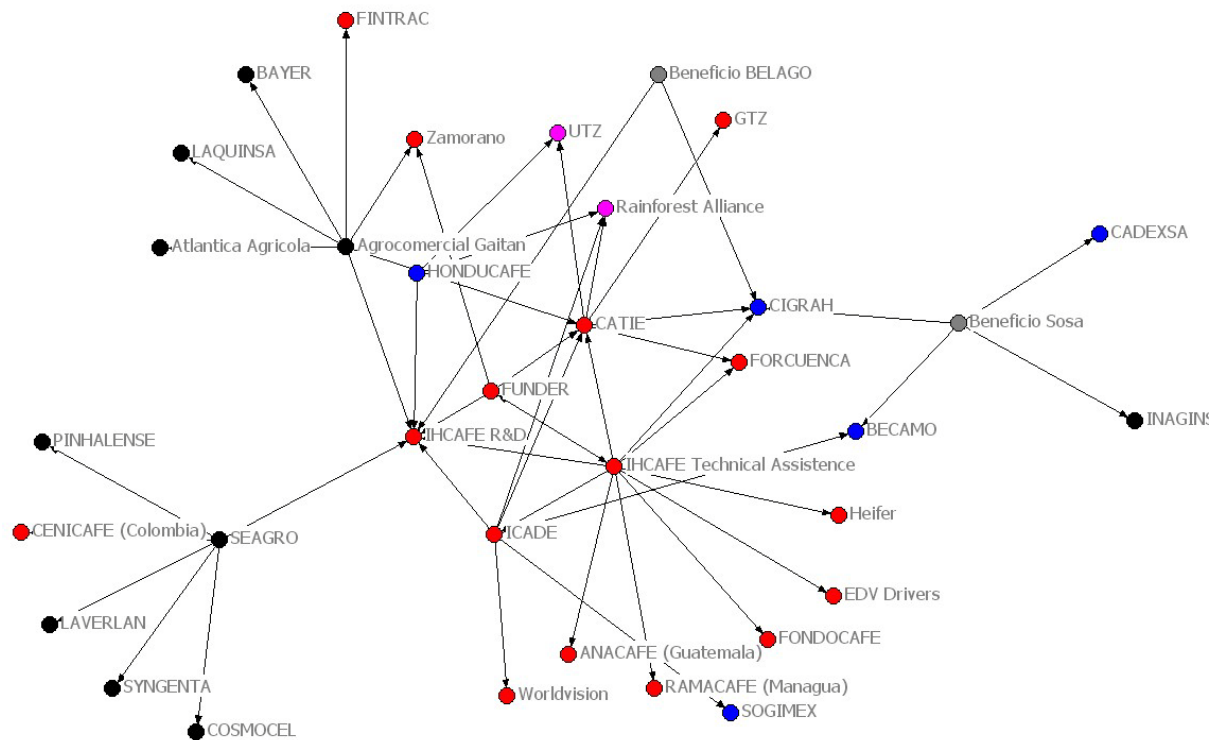 FINTRAC
BAYER
Beneficio BELAGO
GTZ
UTZ
Zamorano
LAQUINSA
Rainforest Alliance
CADEXSA
Atlantica Agricola
Agrocomercial Gaitan
HONDUCAFE
CIGRAH
Beneficio Sosa
CATIE
FORCUENCA
FUNDER
INAGINS
BECAMO
IHCAFE R&D
PINHALENSE
IHCAFE Technical Assistence
Heifer
CENICAFE (Colombia)
SEAGRO
ICADE
EDV Drivers
LAVERLAN
FONDOCAFE
ANACAFE (Guatemala)
SYNGENTA
RAMACAFE (Managua)
Worldvision
SOGIMEX
COSMOCEL